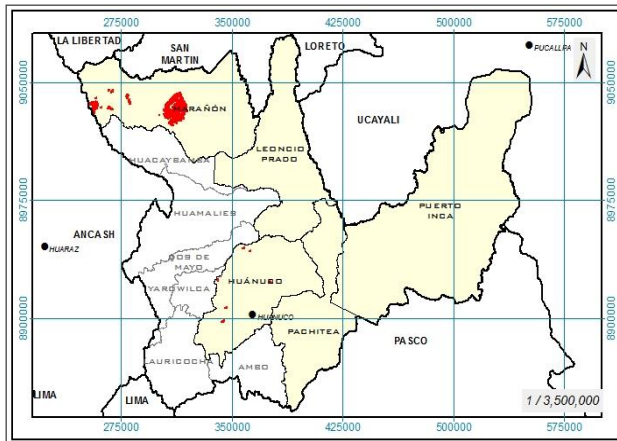 275000 350000 425000 500000 575000
LA LIBERTAD
SAN
MARTIN
LORETO
PUCALLPA
N
9050000
9050000
MARAÑÓN
UCAYALI
LEONCIO
PRADO
HUACAYBAMBA
8975000
8975000
HUAMALIES
PUERTO
INCA
ANCASH
HUARAZ
DOS DE
MAYO
YAROWILCA
HUÁNUCO
HUÁNUCO
8900000
8900000
PACHITEA
PASCO
LAURICOCHA
AMBO
LIMA
LIMA
1 / 3,500,000
275000 350000 425000 500000 575000